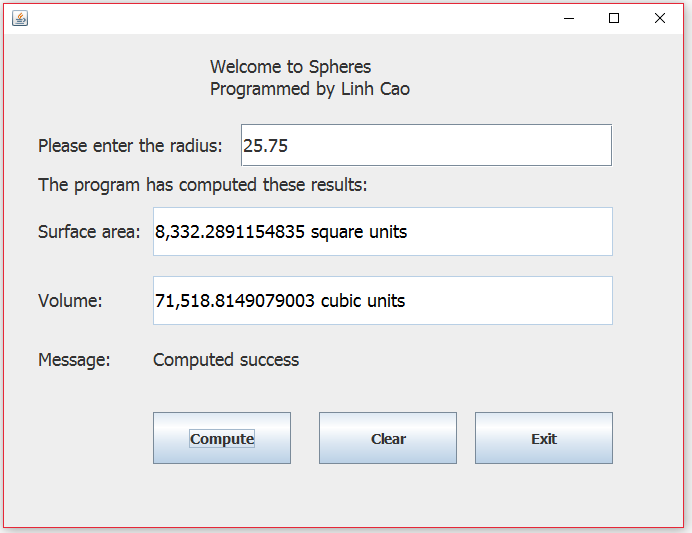 Welcome to Spheres
Programmed by Linh Cao
Please enter the radius: 25.75
The program has computed these results:
Surface area: 8,332.2891154835 square units
Volume: 71,518.8149079003 cubic units
Message: Computed success
Compute Clear Exit